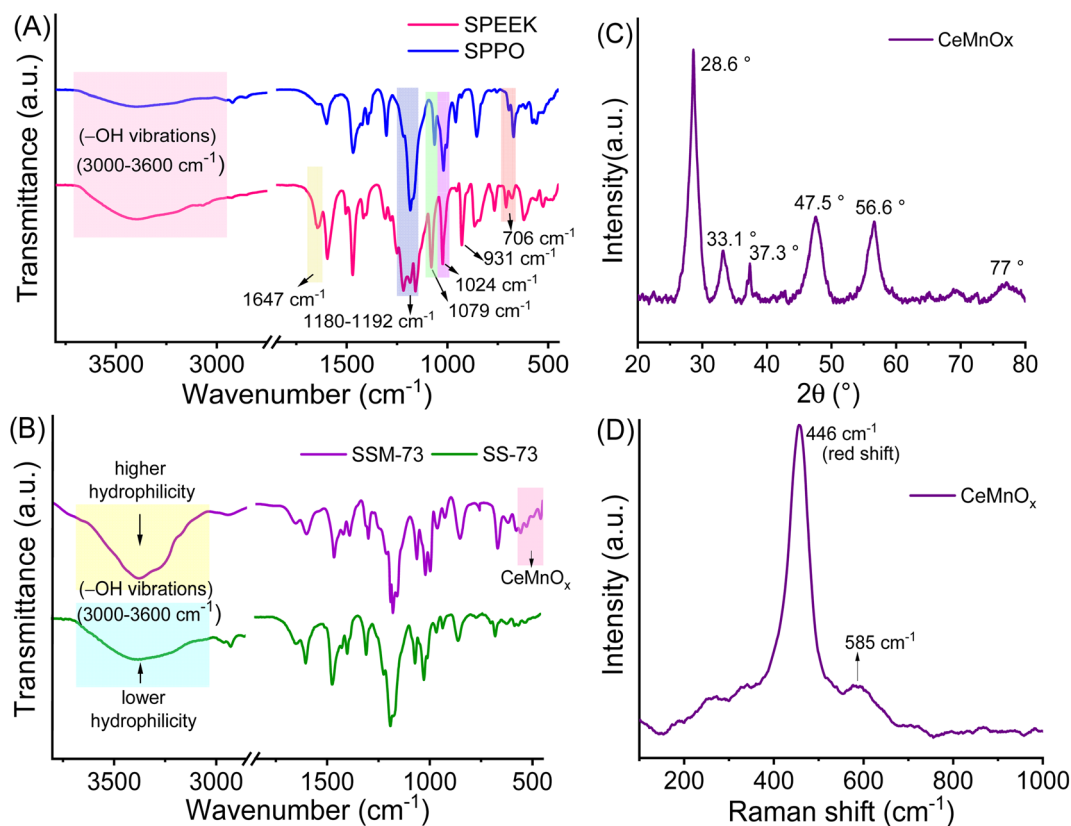 (A)
SPEEK
SPPO
(–OH vibrations)
(3000-3600 cm⁻¹)
1647 cm⁻¹
1180-1192 cm⁻¹
706 cm⁻¹
931 cm⁻¹
1024 cm⁻¹
1079 cm⁻¹
Transmittance (a.u.)
3500 3000 1500 1000 500
Wavenumber (cm⁻¹)
(C)
CeMnOx
28.6 °
33.1 °
37.3 °
47.5 °
56.6 °
77 °
Intensity(a.u.)
20 30 40 50 60 70 80
2θ (°)
(B)
SSM-73
SS-73
higher
hydrophilicity
(–OH vibrations)
(3000-3600 cm⁻¹)
lower
hydrophilicity
CeMnOₓ
Transmittance (a.u.)
3500 3000 1500 1000 500
Wavenumber (cm⁻¹)
(D)
446 cm⁻¹
(red shift)
CeMnOₓ
585 cm⁻¹
Intensity (a.u.)
200 400 600 800 1000
Raman shift (cm⁻¹)